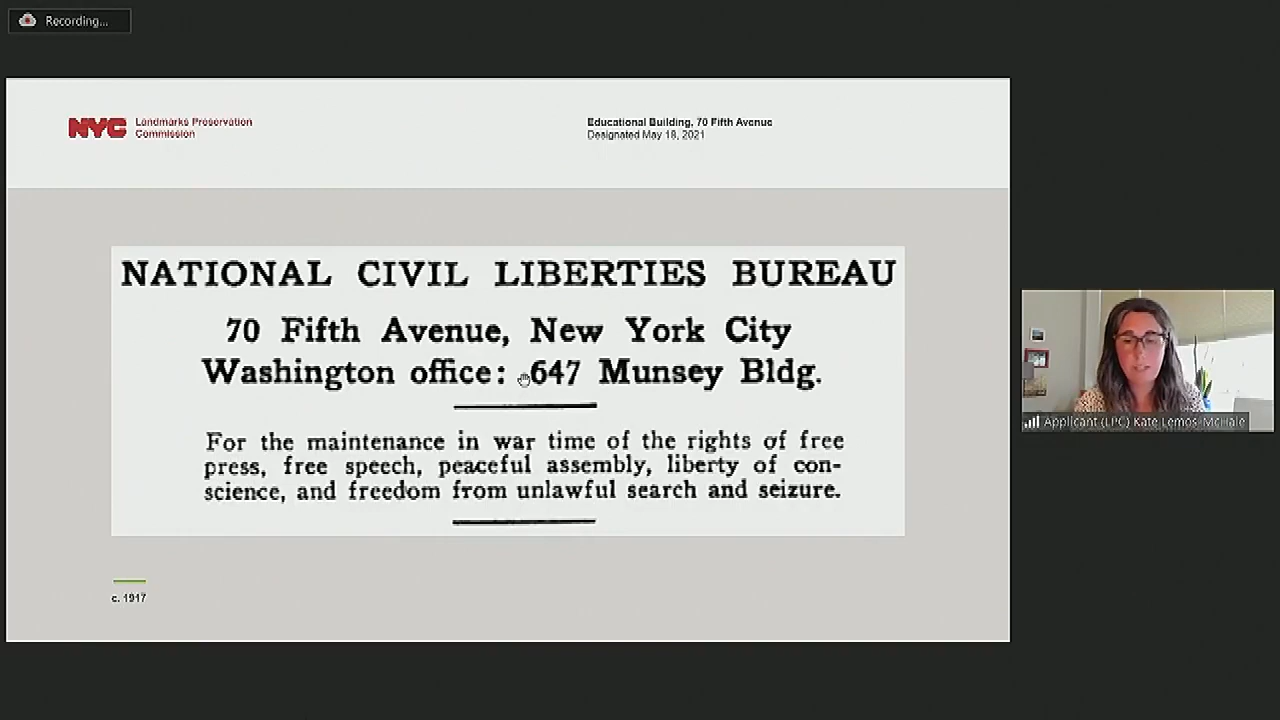 Recording...
NYC
Landmarks Preservation
Commission
Educational Building, 70 Fifth Avenue
Designated May 18, 2021
NATIONAL CIVIL LIBERTIES BUREAU
70 Fifth Avenue, New York City
Washington office: 647 Munsey Bldg.
For the maintenance in war time of the rights of free
press, free speech, peaceful assembly, liberty of con-
science, and freedom from unlawful search and seizure.
c. 1917
Applicant (LPC) Kate Lemos McHale